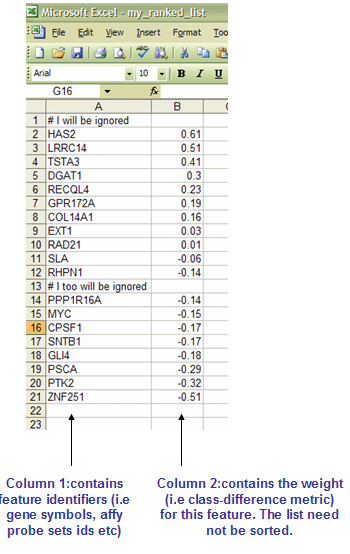 Microsoft Excel - my_ranked_list
File Edit View Insert Format Too
Arial 10 B I U
G16 fx
A B
1 # I will be ignored
2 HAS2 0.61
3 LRRC14 0.51
4 TSTA3 0.41
5 DGAT1 0.3
6 RECQL4 0.23
7 GPR172A 0.19
8 COL14A1 0.16
9 EXT1 0.03
10 RAD21 0.01
11 SLA -0.06
12 RHPN1 -0.14
13 # I too will be ignored
14 PPP1R16A -0.14
15 MYC -0.15
16 CPSF1 -0.17
17 SNTB1 -0.17
18 GLI4 -0.18
19 PSCA -0.29
20 PTK2 -0.32
21 ZNF251 -0.51
22
23
Column 1:contains
feature identifiers (i.e
gene symbols, affy
probe sets ids etc)
Column 2:contains the weight
(i.e class-difference metric)
for this feature. The list need
not be sorted.